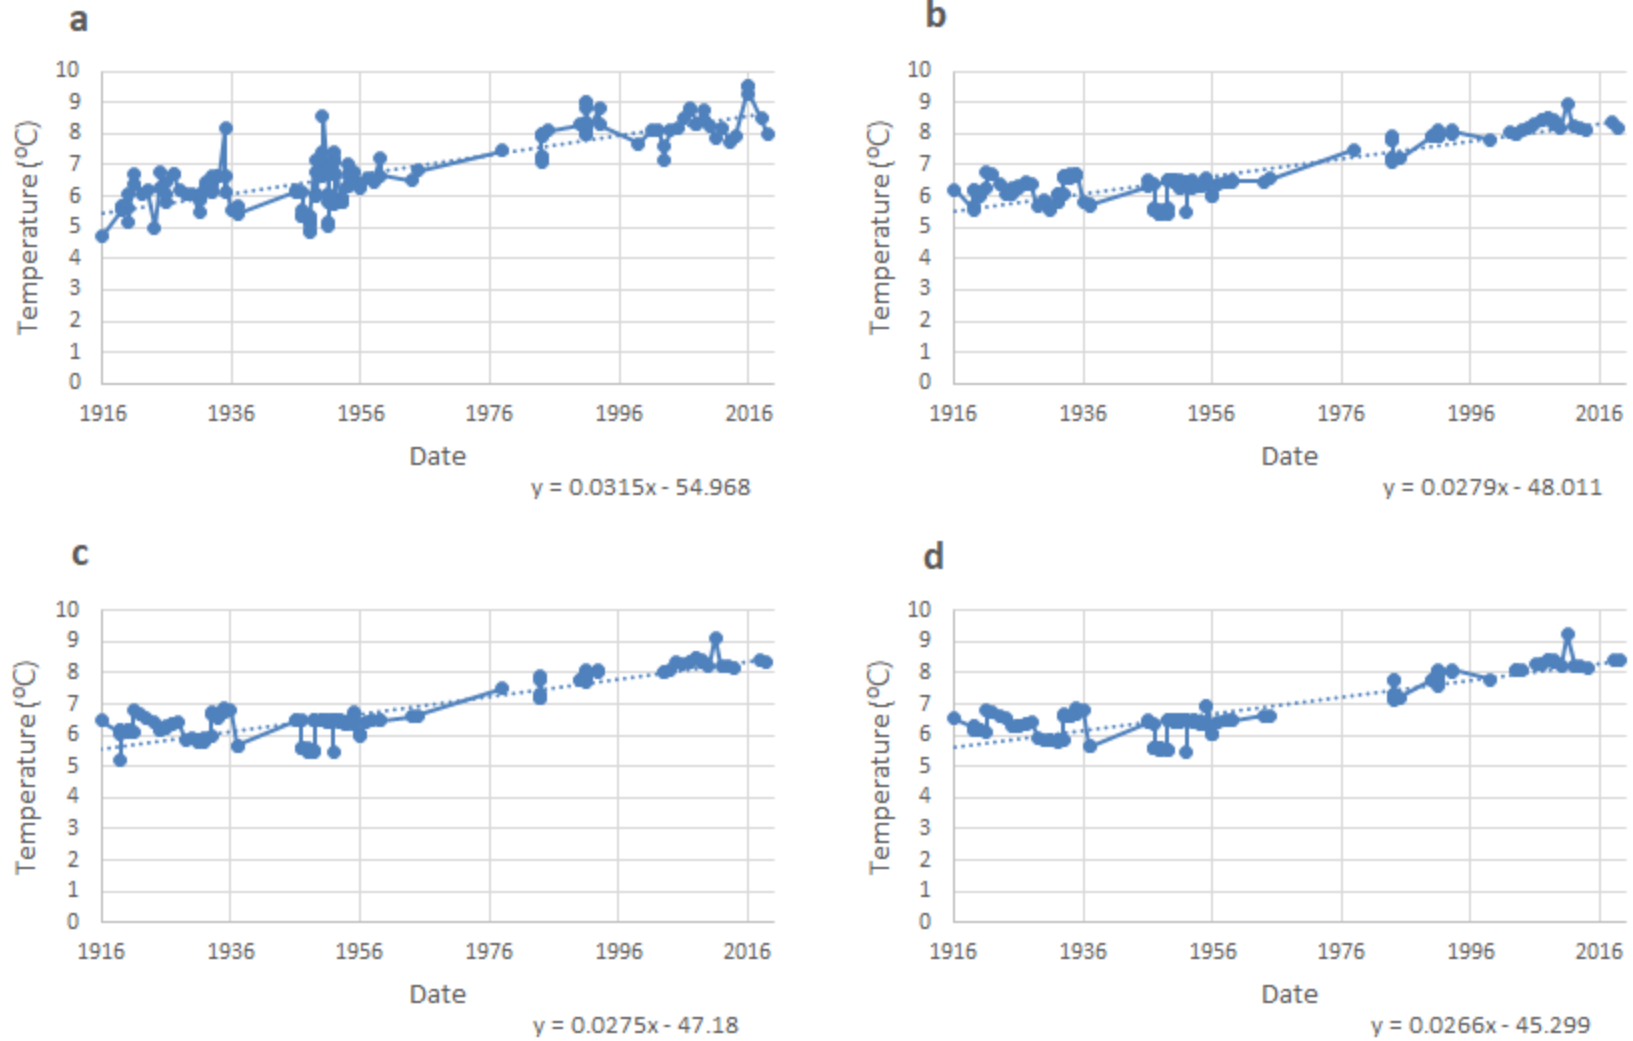 a
10
9
8
7
6
5
4
3
2
1
0
Temperature (ºC)
1916 1936 1956 1976 1996 2016
Date
y = 0.0315x - 54.968
b
10
9
8
7
6
5
4
3
2
1
0
Temperature (ºC)
1916 1936 1956 1976 1996 2016
Date
y = 0.0279x - 48.011
c
10
9
8
7
6
5
4
3
2
1
0
Temperature (ºC)
1916 1936 1956 1976 1996 2016
Date
y = 0.0275x - 47.18
d
10
9
8
7
6
5
4
3
2
1
0
Temperature (ºC)
1916 1936 1956 1976 1996 2016
Date
y = 0.0266x - 45.299